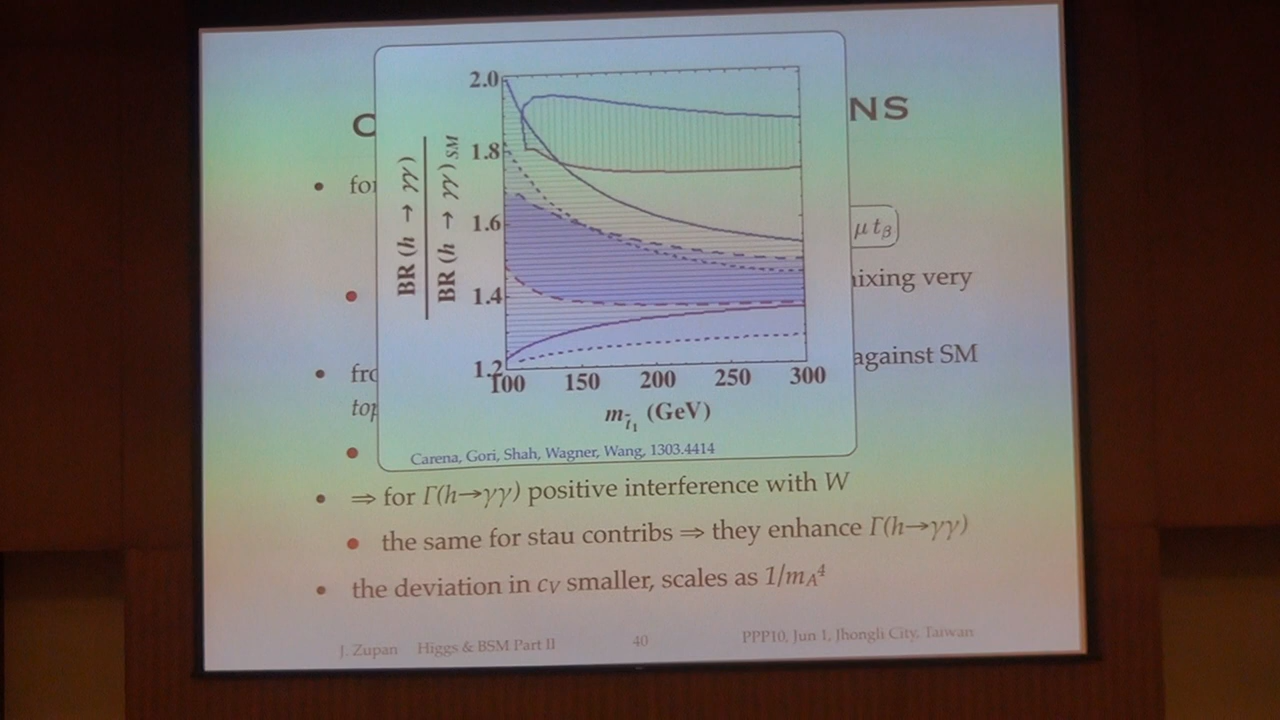 C
NS
• for
μ tβ
• ixing very
• fro against SM
top
•
2.0
1.8
1.6
1.4
1.2
100 150 200 250 300
BR (h → γγ)
BR (h → γγ)SM
mt̃1 (GeV)
Carena, Gori, Shah, Wagner, Wang, 1303.4414
• ⇒ for Γ(h→γγ) positive interference with W
• the same for stau contribs ⇒ they enhance Γ(h→γγ)
• the deviation in cV smaller, scales as 1/mA⁴
J. Zupan Higgs & BSM Part II 40 PPP10, Jun 1, Jhongli City, Taiwan